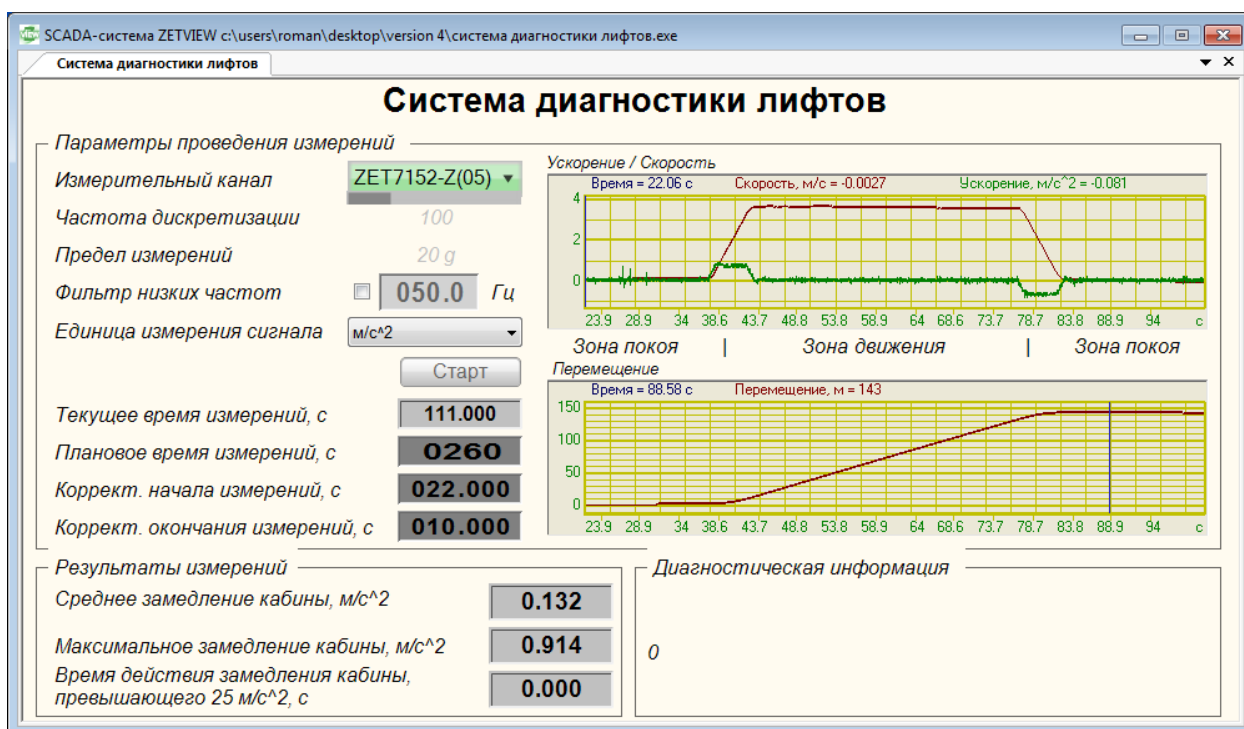 SCADA-система ZETVIEW c:\users\roman\desktop\version 4\система диагностики лифтов.exe
Система диагностики лифтов
Система диагностики лифтов
Параметры проведения измерений
Измерительный канал ZET7152-Z(05)
Частота дискретизации 100
Предел измерений 20 g
Фильтр низких частот 050.0 Гц
Единица измерения сигнала м/с^2
Старт
Текущее время измерений, с 111.000
Плановое время измерений, с 0260
Коррект. начала измерений, с 022.000
Коррект. окончания измерений, с 010.000
Ускорение / Скорость
Время = 22.06 с Скорость, м/с = -0.0027 Ускорение, м/с^2 = -0.081
4
2
0
23.9 28.9 34 38.6 43.7 48.8 53.8 58.9 64 68.6 73.7 78.7 83.8 88.9 94 с
Зона покоя | Зона движения | Зона покоя
Перемещение
Время = 88.58 с Перемещение, м = 143
150
100
50
0
23.9 28.9 34 38.6 43.7 48.8 53.8 58.9 64 68.6 73.7 78.7 83.8 88.9 94 с
Результаты измерений
Среднее замедление кабины, м/с^2 0.132
Максимальное замедление кабины, м/с^2 0.914
Время действия замедления кабины,
превышающего 25 м/с^2, с 0.000
Диагностическая информация
0